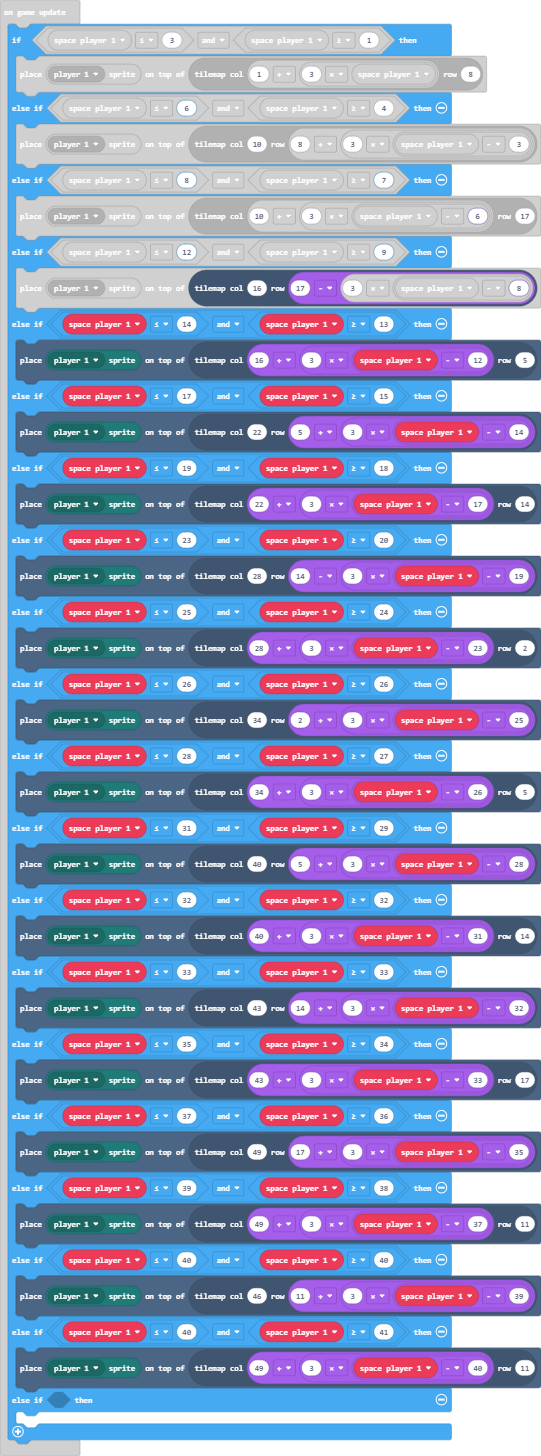 on game update
if space player 1 ≤ 3 and space player 1 ≥ 1 then
place player 1 sprite on top of tilemap col 1 + 3 × space player 1 row 8
else if space player 1 ≤ 6 and space player 1 ≥ 4 then
place player 1 sprite on top of tilemap col 10 row 8 + 3 × space player 1 - 3
else if space player 1 ≤ 8 and space player 1 ≥ 7 then
place player 1 sprite on top of tilemap col 10 + 3 × space player 1 - 6 row 17
else if space player 1 ≤ 12 and space player 1 ≥ 9 then
place player 1 sprite on top of tilemap col 16 row 17 - 3 × space player 1 - 8
else if space player 1 ≤ 14 and space player 1 ≥ 13 then
place player 1 sprite on top of tilemap col 16 + 3 × space player 1 - 12 row 5
else if space player 1 ≤ 17 and space player 1 ≥ 15 then
place player 1 sprite on top of tilemap col 22 row 5 + 3 × space player 1 - 14
else if space player 1 ≤ 19 and space player 1 ≥ 18 then
place player 1 sprite on top of tilemap col 22 + 3 × space player 1 - 17 row 14
else if space player 1 ≤ 23 and space player 1 ≥ 20 then
place player 1 sprite on top of tilemap col 28 row 14 - 3 × space player 1 - 19
else if space player 1 ≤ 25 and space player 1 ≥ 24 then
place player 1 sprite on top of tilemap col 28 + 3 × space player 1 - 23 row 2
else if space player 1 ≤ 26 and space player 1 ≥ 26 then
place player 1 sprite on top of tilemap col 34 row 2 + 3 × space player 1 - 25
else if space player 1 ≤ 28 and space player 1 ≥ 27 then
place player 1 sprite on top of tilemap col 34 + 3 × space player 1 - 26 row 5
else if space player 1 ≤ 31 and space player 1 ≥ 29 then
place player 1 sprite on top of tilemap col 40 row 5 + 3 × space player 1 - 28
else if space player 1 ≤ 32 and space player 1 ≥ 32 then
place player 1 sprite on top of tilemap col 40 + 3 × space player 1 - 31 row 14
else if space player 1 ≤ 33 and space player 1 ≥ 33 then
place player 1 sprite on top of tilemap col 43 row 14 + 3 × space player 1 - 32
else if space player 1 ≤ 35 and space player 1 ≥ 34 then
place player 1 sprite on top of tilemap col 43 + 3 × space player 1 - 33 row 17
else if space player 1 ≤ 37 and space player 1 ≥ 36 then
place player 1 sprite on top of tilemap col 49 row 17 + 3 × space player 1 - 35
else if space player 1 ≤ 39 and space player 1 ≥ 38 then
place player 1 sprite on top of tilemap col 49 + 3 × space player 1 - 37 row 11
else if space player 1 ≤ 40 and space player 1 ≥ 40 then
place player 1 sprite on top of tilemap col 46 row 11 + 3 × space player 1 - 39
else if space player 1 ≤ 40 and space player 1 ≥ 41 then
place player 1 sprite on top of tilemap col 49 + 3 × space player 1 - 40 row 11
else if then